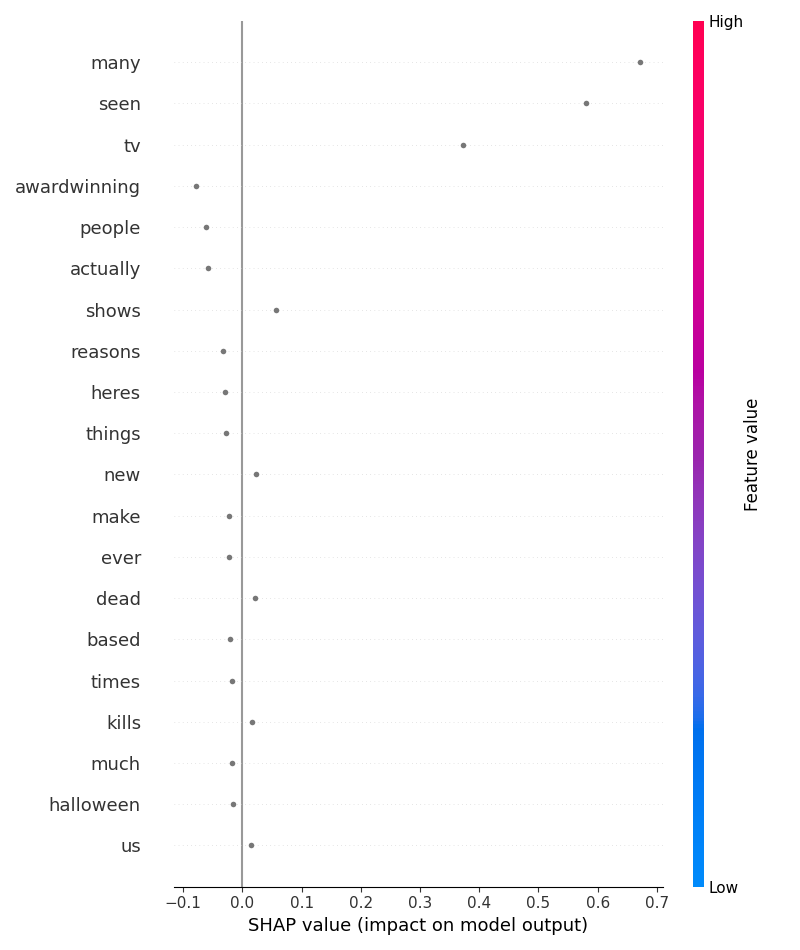 many
seen
tv
awardwinning
people
actually
shows
reasons
heres
things
new
make
ever
dead
based
times
kills
much
halloween
us
−0.1 0.0 0.1 0.2 0.3 0.4 0.5 0.6 0.7
SHAP value (impact on model output)
High
Feature value
Low